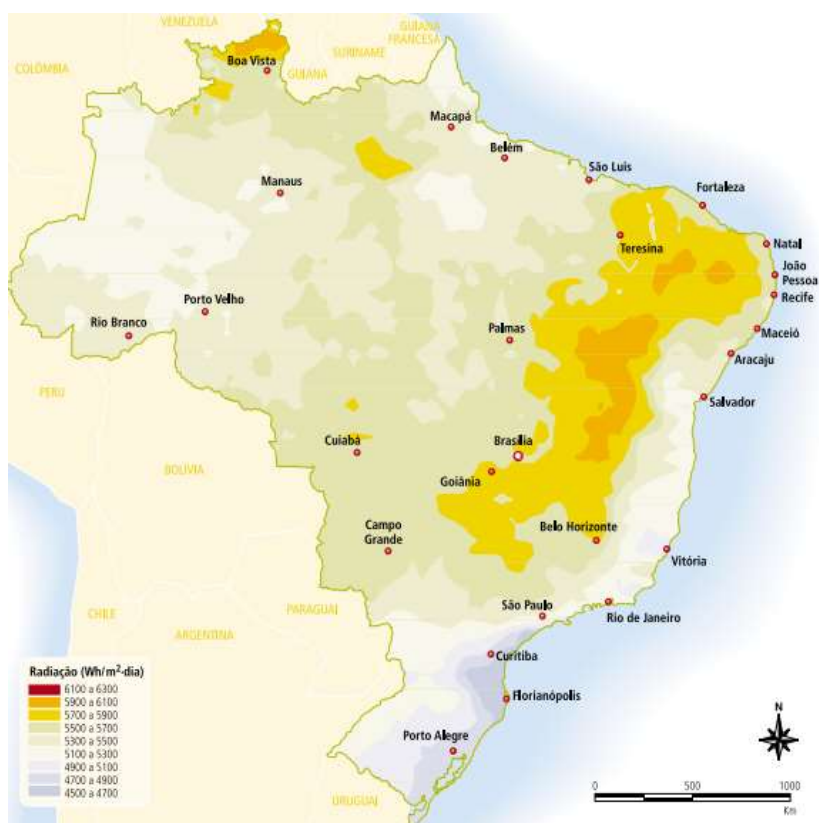 VENEZUELA
GUIANA
FRANCESA
SURINAME
COLÔMBIA
GUIANA
Boa Vista
Macapá
Belém
São Luis
Manaus
Fortaleza
Teresina
Natal
João
Pessoa
Recife
Porto Velho
Rio Branco
Palmas
Maceió
Aracaju
PERU
Salvador
Cuiabá
Brasília
BOLÍVIA
Goiânia
Campo
Grande
Belo Horizonte
Vitória
CHILE
PARAGUAI
São Paulo
Rio de Janeiro
ARGENTINA
Curitiba
Florianópolis
Porto Alegre
URUGUAI
Radiação (Wh/m²-dia)
6100 a 6300
5900 a 6100
5700 a 5900
5500 a 5700
5300 a 5500
5100 a 5300
4900 a 5100
4700 a 4900
4500 a 4700
N
0 500 1000
Km